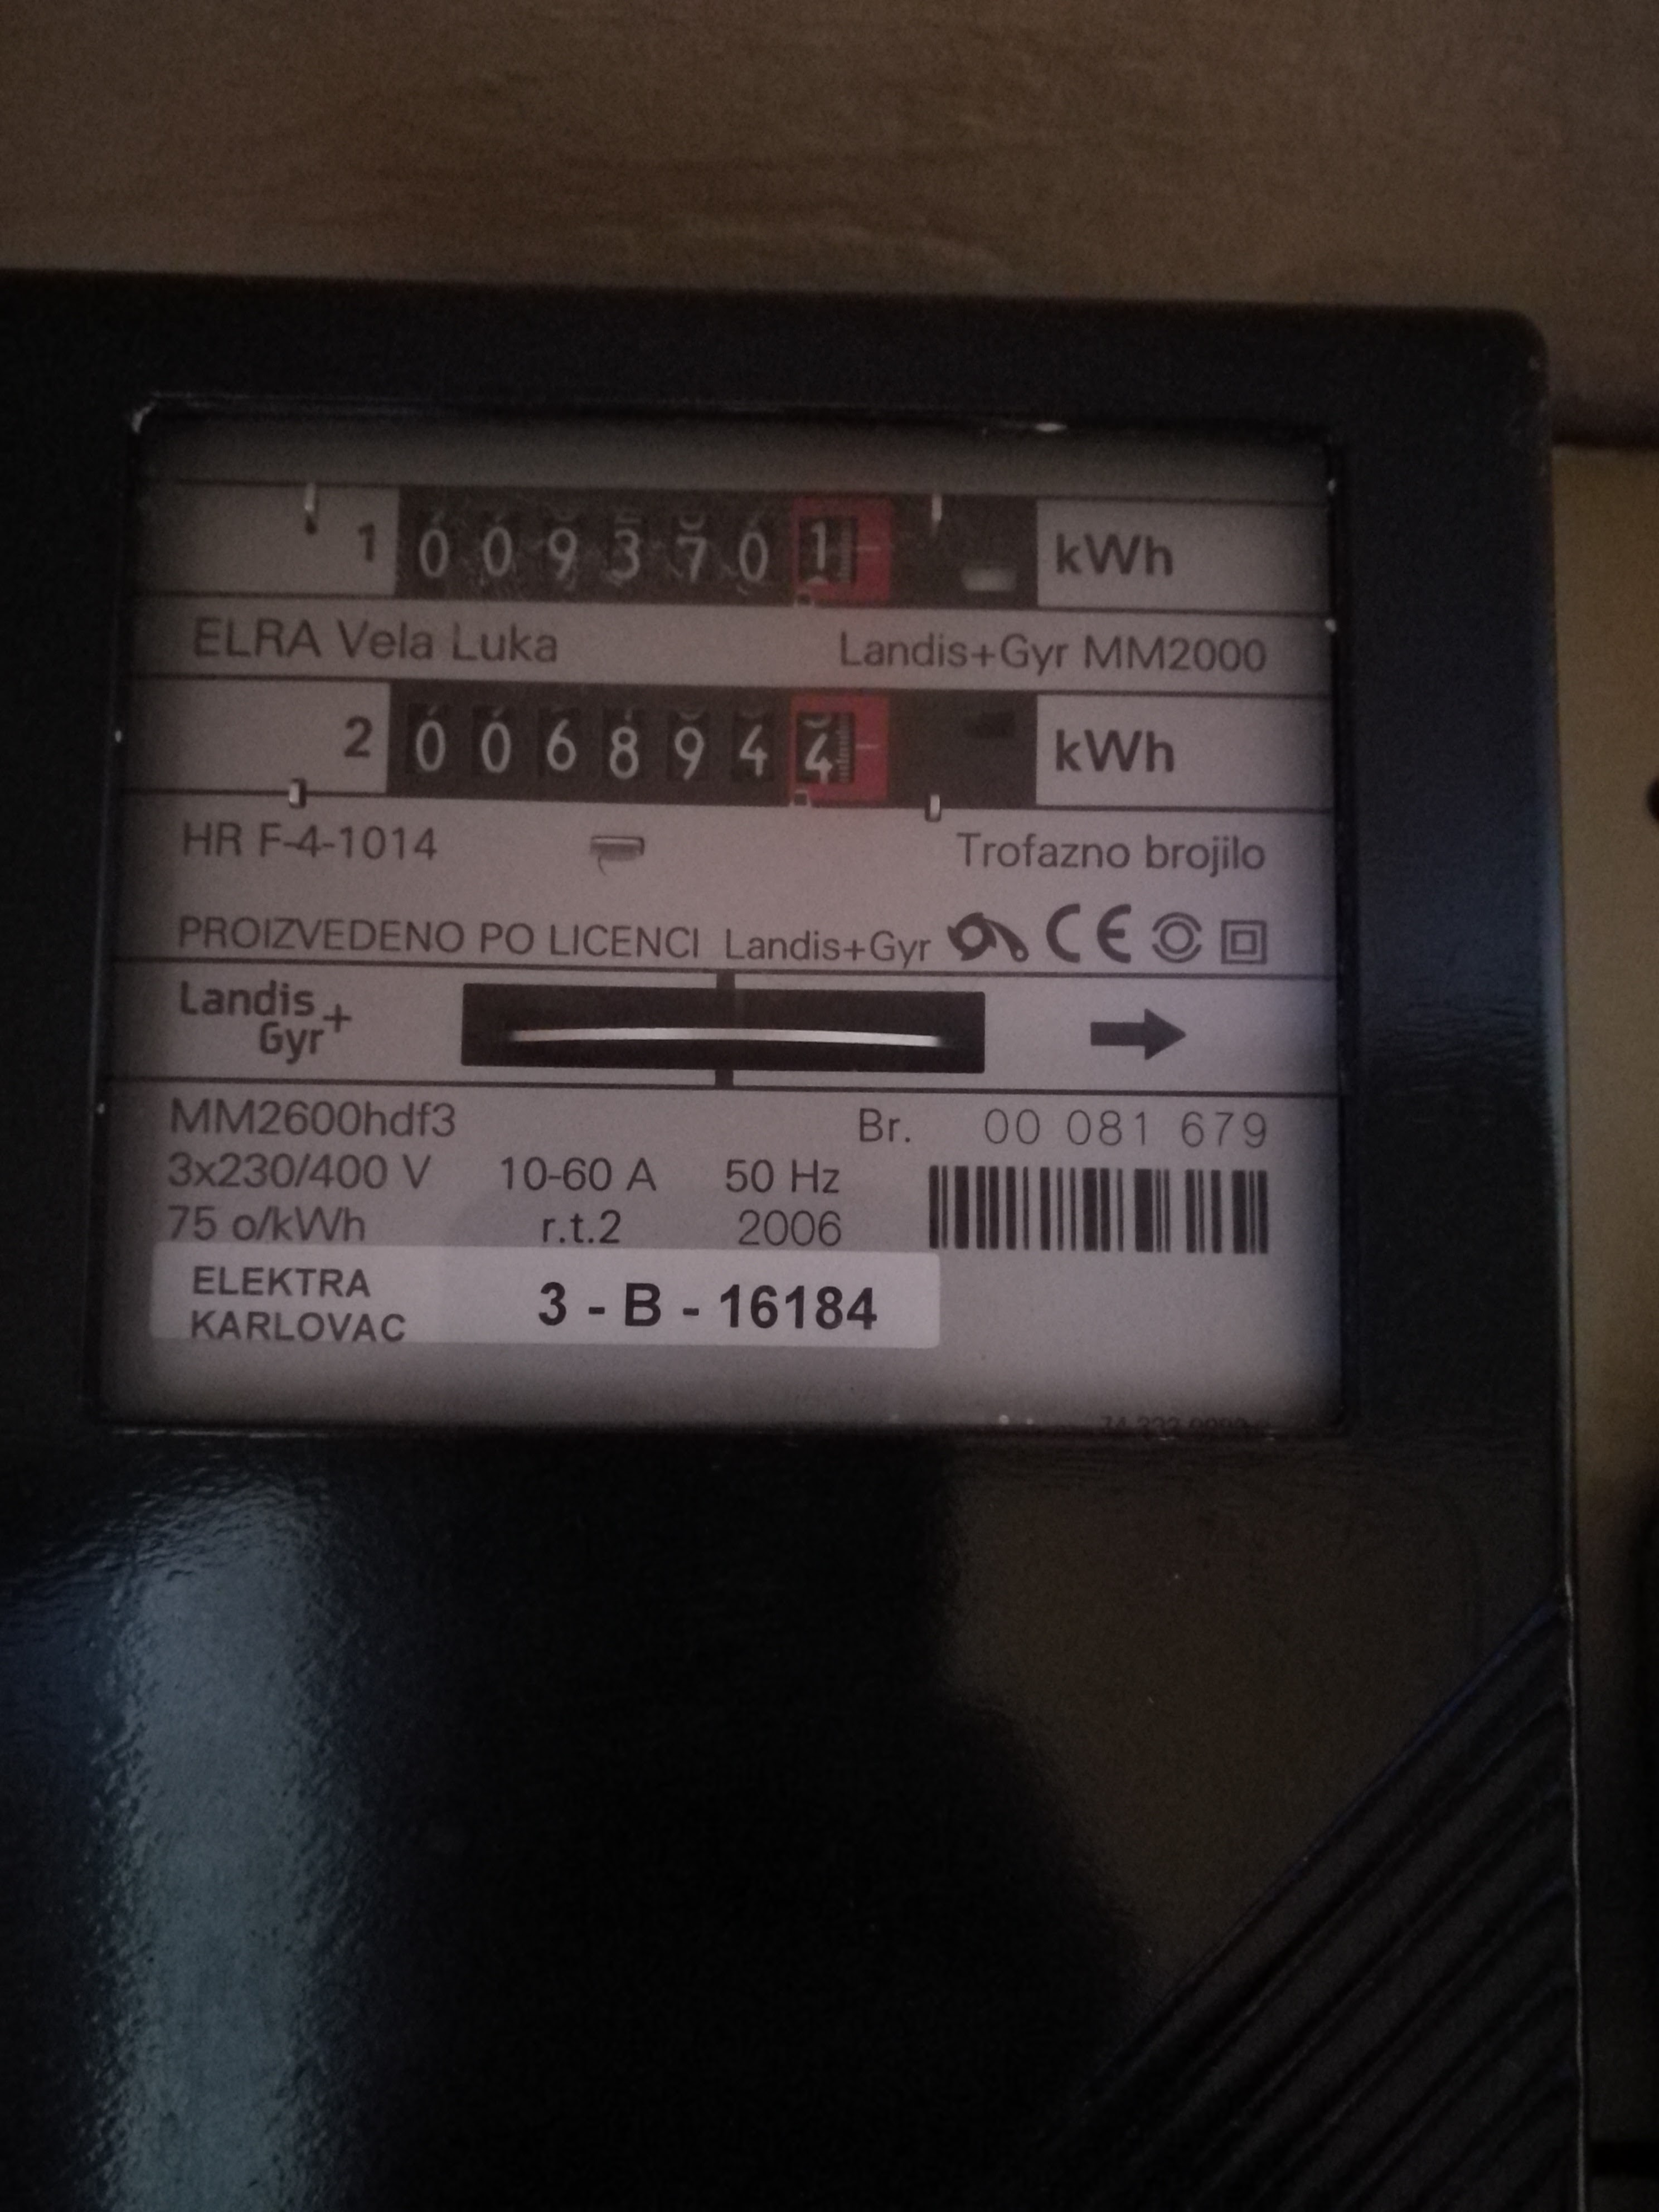 1 0093701 kWh
ELRA Vela Luka Landis+Gyr MM2000
2 0068944 kWh
HR F-4-1014 Trofazno brojilo
PROIZVEDENO PO LICENCI Landis+Gyr CE
Landis+
Gyr
MM2600hdf3 Br. 00 081 679
3x230/400 V 10-60 A 50 Hz
75 o/kWh r.t.2 2006
ELEKTRA
KARLOVAC
3 - B - 16184